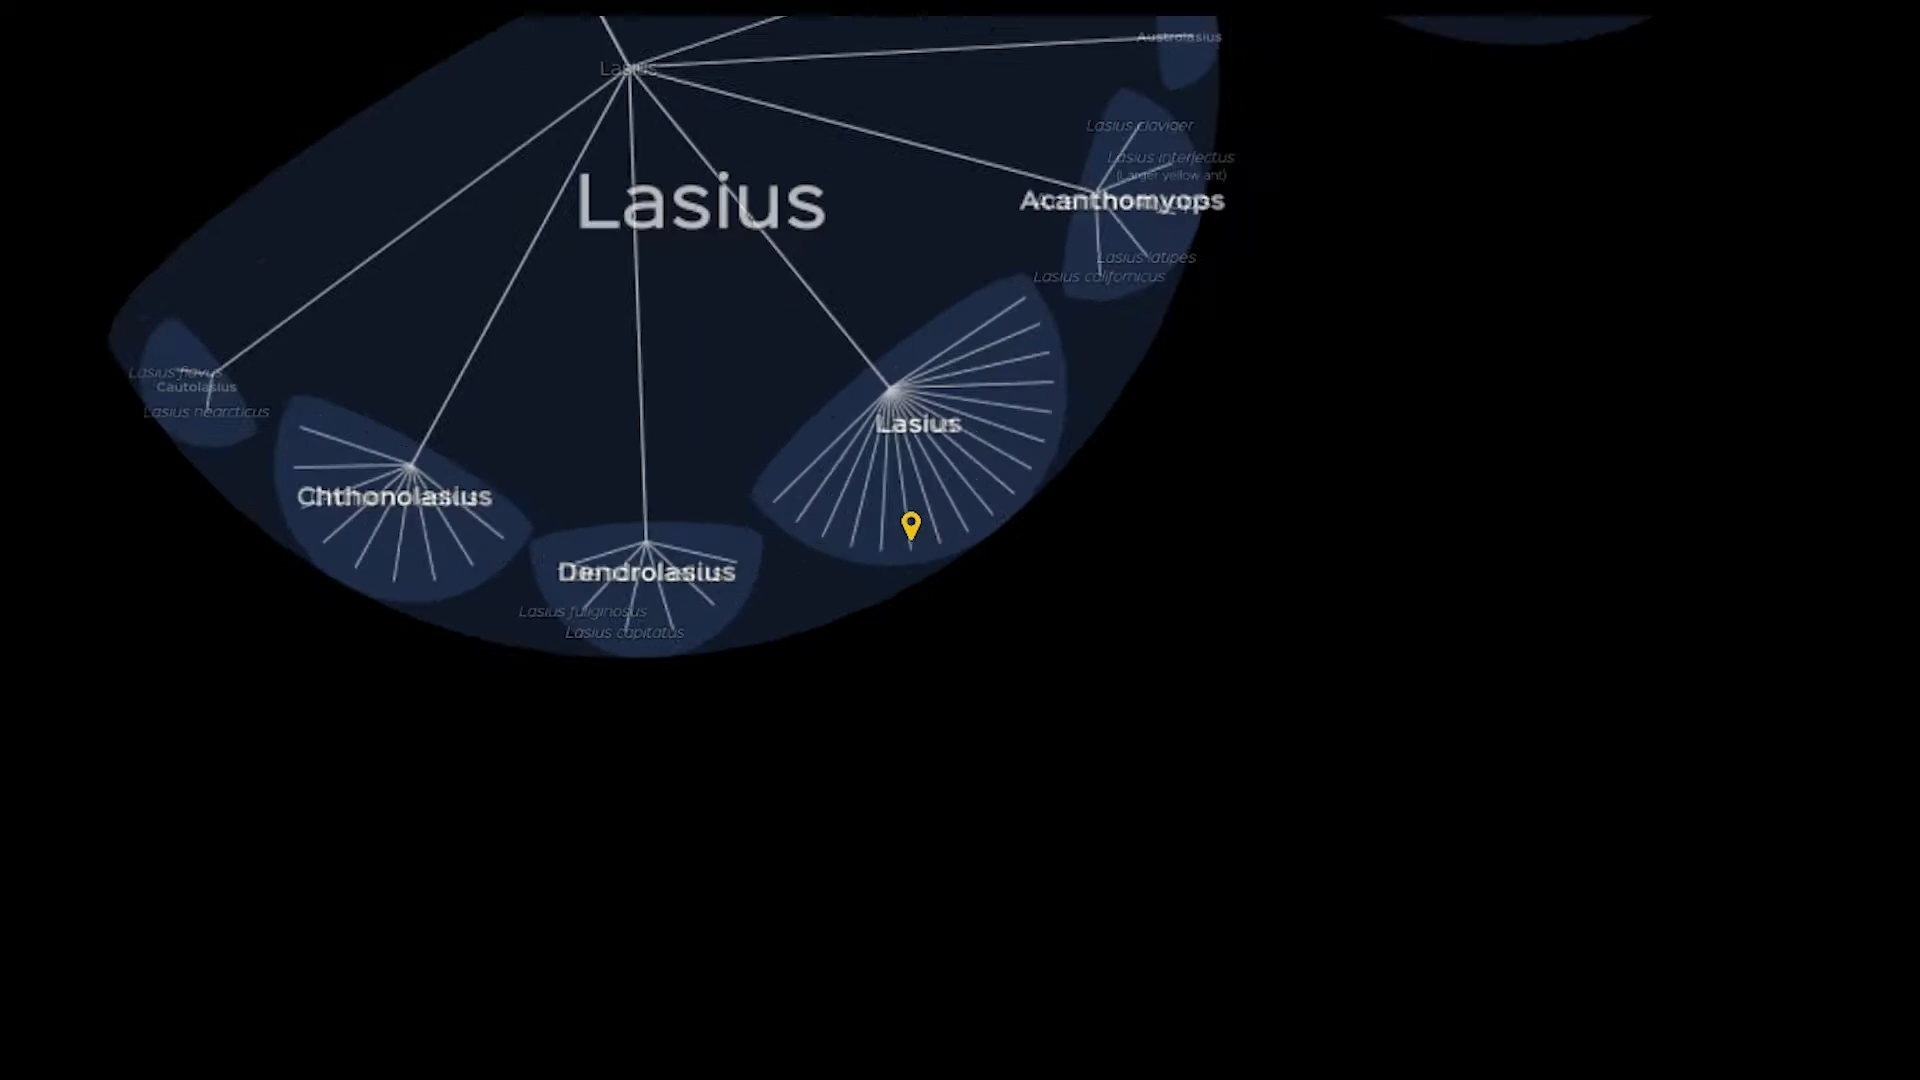 Austrolasius
Lasius
Lasius claviger
Lasius interjectus
(Larger yellow ant)
Lasius
Acanthomyops
Lasius latipes
Lasius californicus
Lasius flavus
Cautolasius
Lasius nearcticus
Lasius
Chthonolasius
Dendrolasius
Lasius fuliginosus
Lasius capitatus